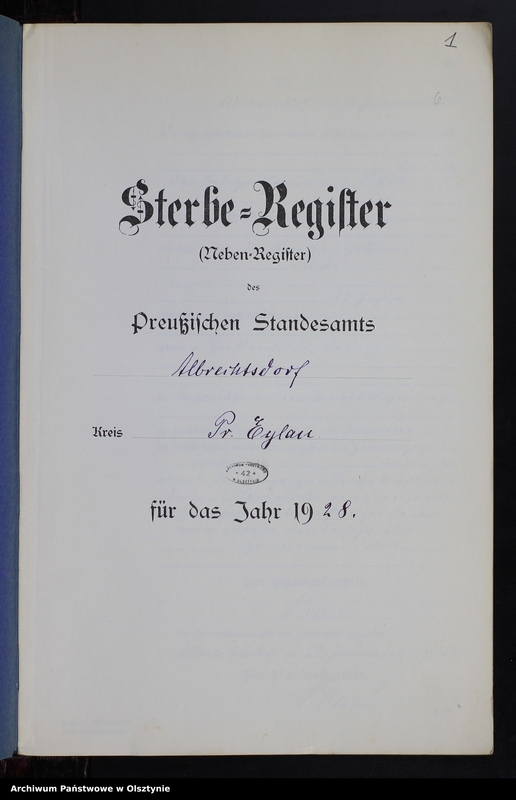 1
6
Sterbe-Register
(Neben-Register)
des
Preußischen Standesamts
Albrechtsdorf
Kreis Pr. Eylau
42
für das Jahr 1928.
Archiwum Państwowe w Olsztynie